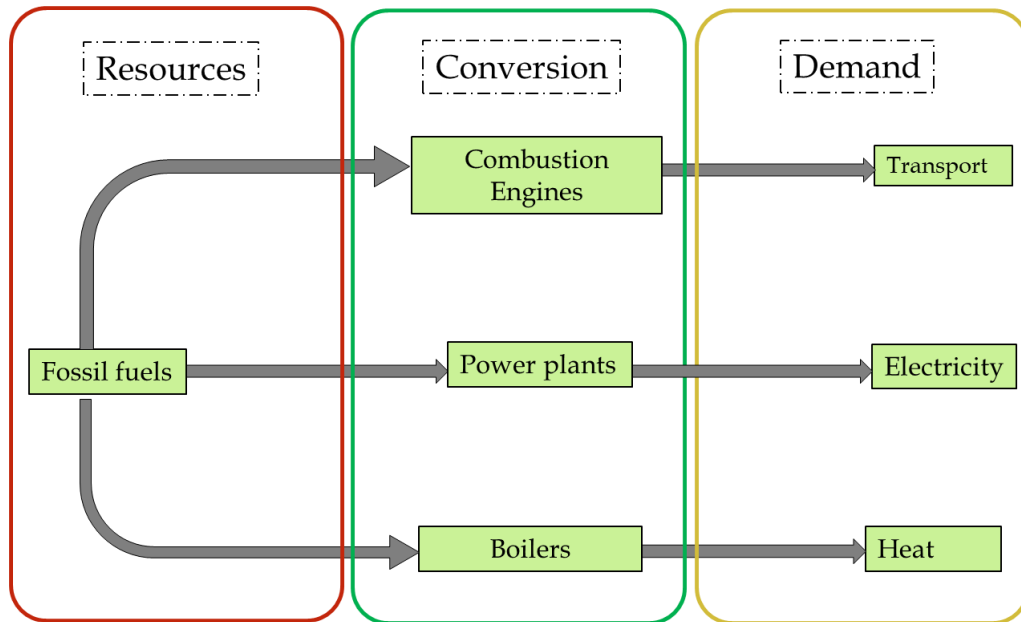 Resources
Conversion
Demand
Combustion
Engines
Transport
Fossil fuels
Power plants
Electricity
Boilers
Heat